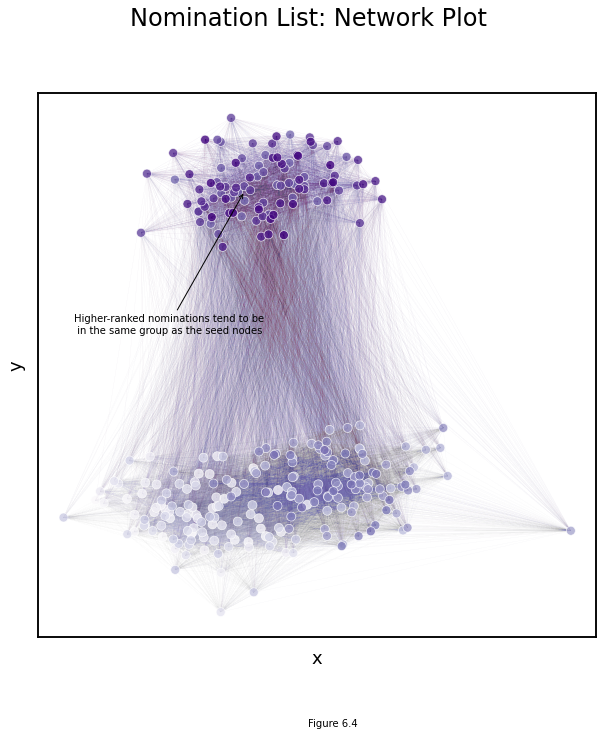 Nomination List: Network Plot
Higher-ranked nominations tend to be
in the same group as the seed nodes
y
x
Figure 6.4